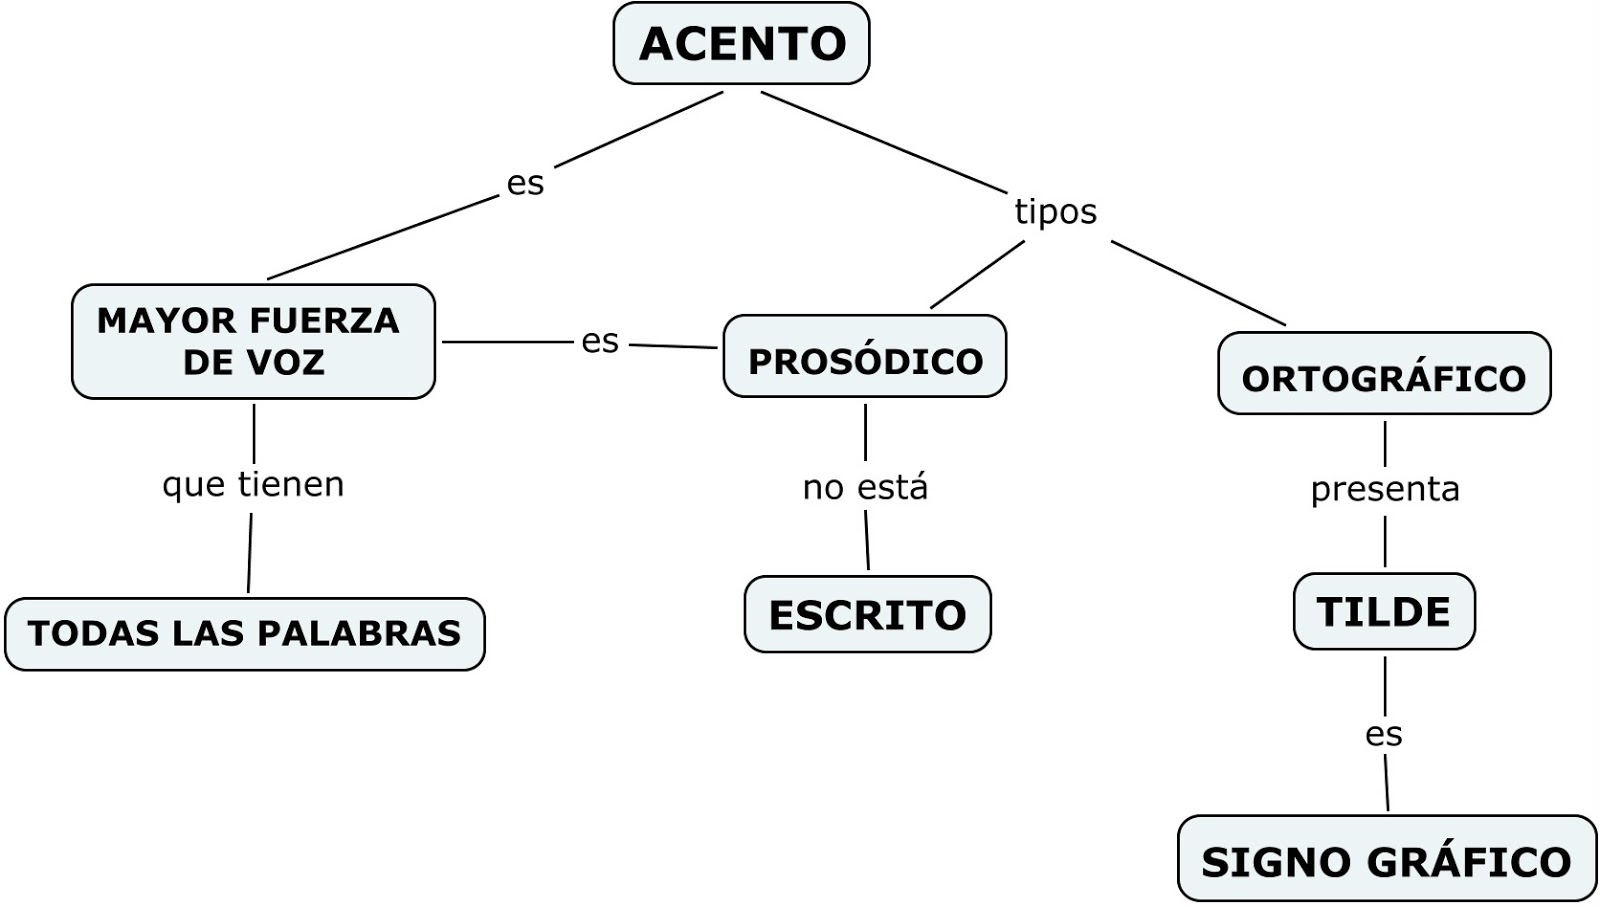 ACENTO
es
tipos
MAYOR FUERZA
DE VOZ
es
PROSÓDICO
ORTOGRÁFICO
que tienen
no está
presenta
TODAS LAS PALABRAS
ESCRITO
TILDE
es
SIGNO GRÁFICO